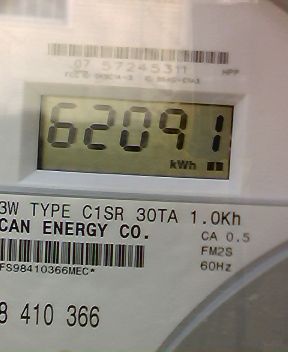 07 57245311
62091
kWh
3W TYPE C1SR 30TA 1.0Kh
CAN ENERGY CO.
CA 0.5
FM2S
60Hz
FS98410366MEC*
8 410 366